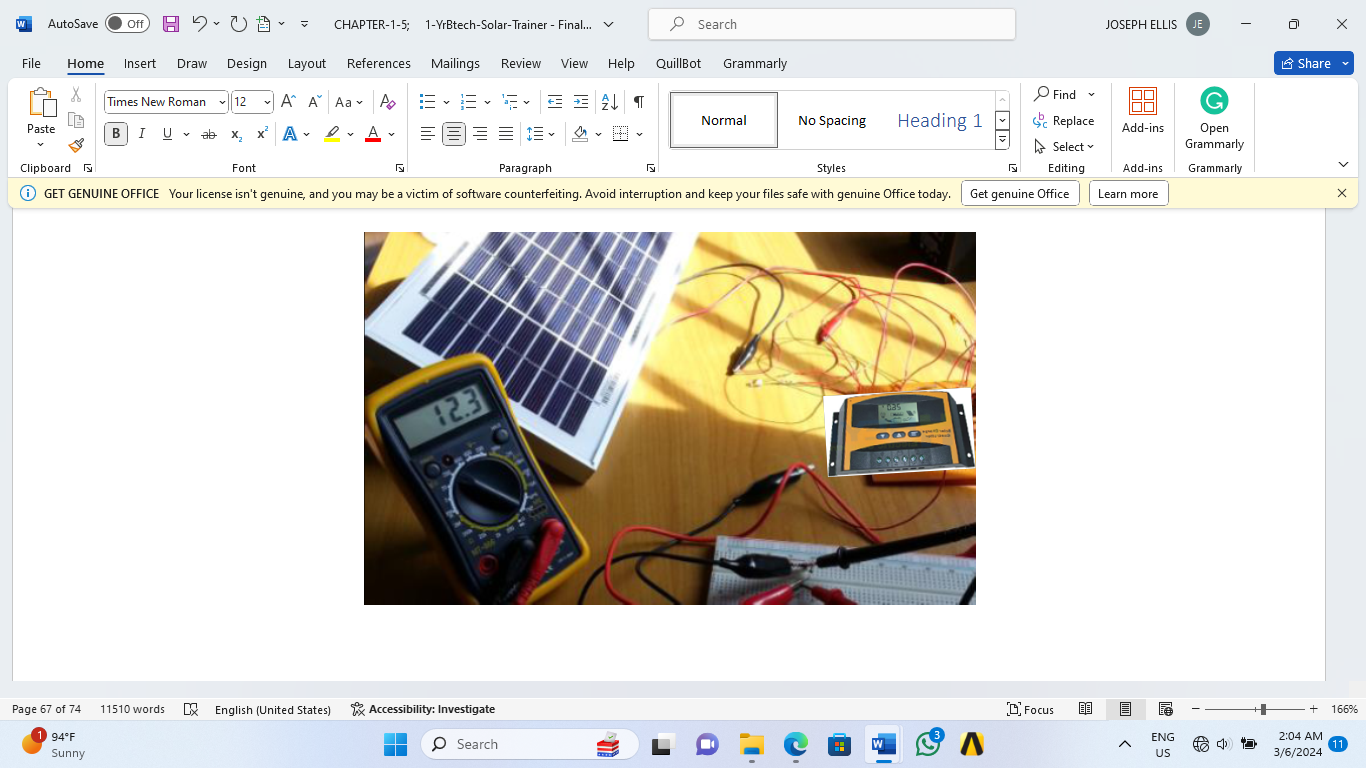 AutoSave Off CHAPTER-1-5; 1-YrBtech-Solar-Trainer - Final... Search JOSEPH ELLIS JE
File Home Insert Draw Design Layout References Mailings Review View Help QuillBot Grammarly Share
Times New Roman 12 Aa Find
Paste Normal No Spacing Heading 1 Replace Add-ins Open Grammarly
B I U ab x₂ x² A A Select
Clipboard Font Paragraph Styles Editing Add-ins Grammarly
GET GENUINE OFFICE Your license isn't genuine, and you may be a victim of software counterfeiting. Avoid interruption and keep your files safe with genuine Office today. Get genuine Office Learn more
12.3
Page 67 of 74 11510 words English (United States) Accessibility: Investigate Focus 166%
1 94°F Search 3 ENG 2:04 AM
Sunny US 3/6/2024 11